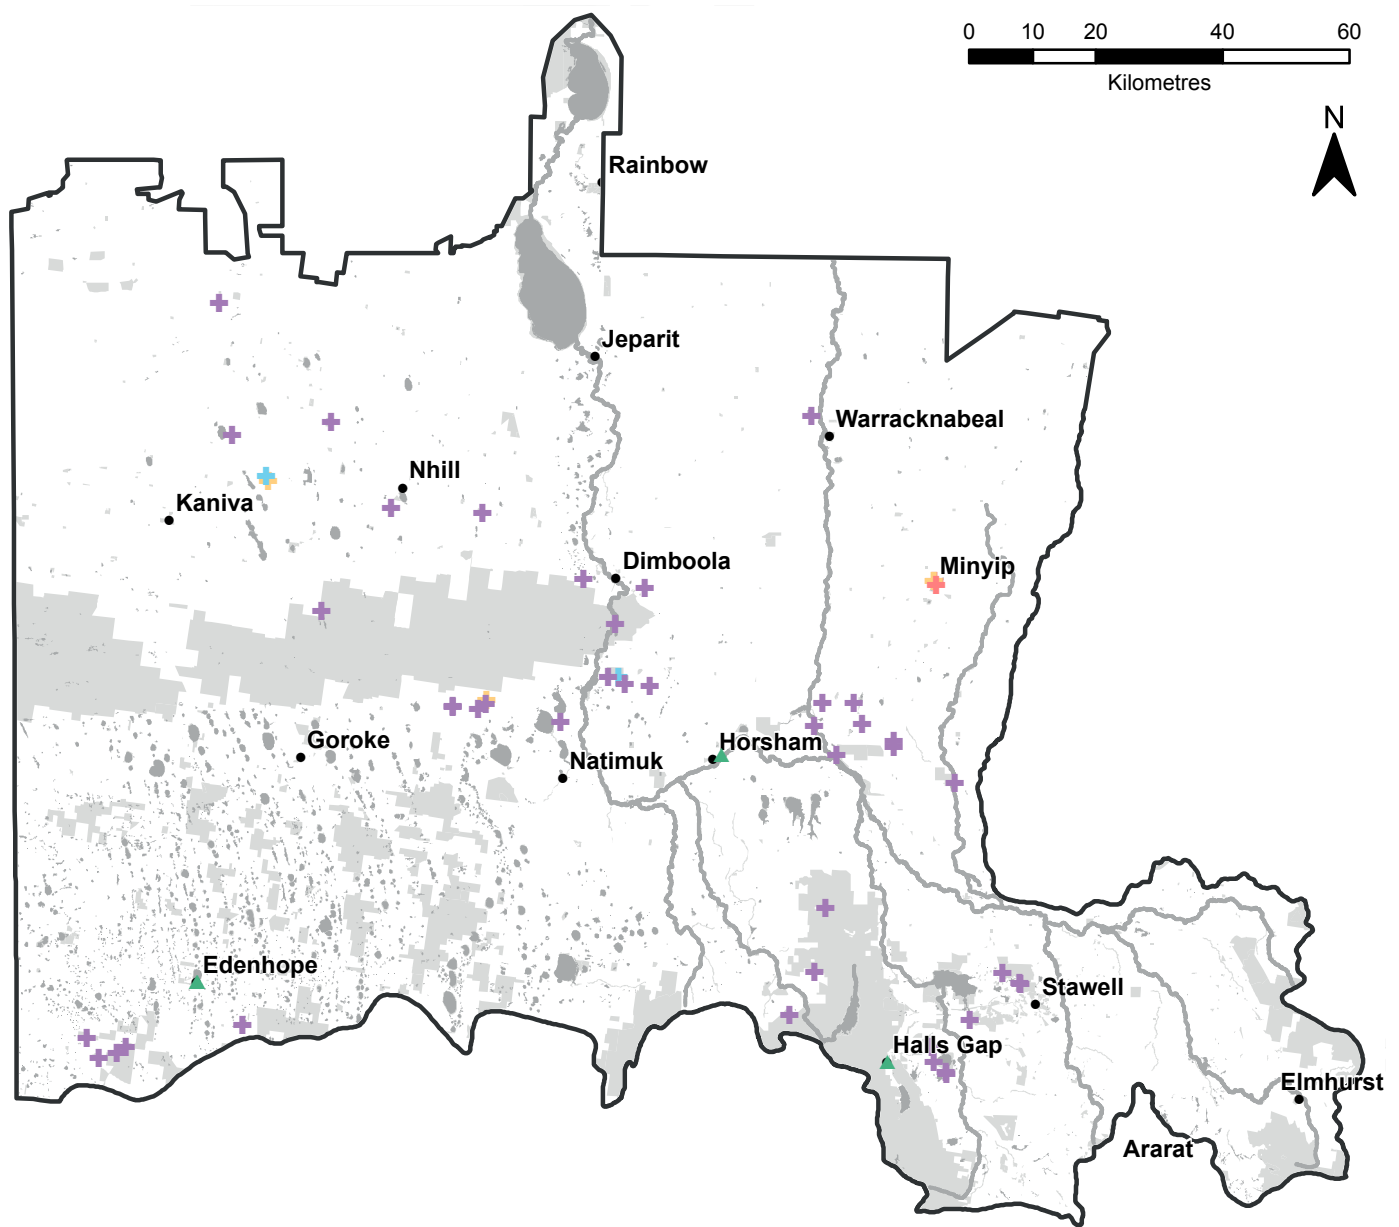 0 10 20 40 60
Kilometres
N
Rainbow
Jeparit
Warracknabeal
Nhill
Kaniva
Dimboola
Minyip
Goroke
Horsham
Natimuk
Edenhope
Stawell
Halls Gap
Elmhurst
Ararat